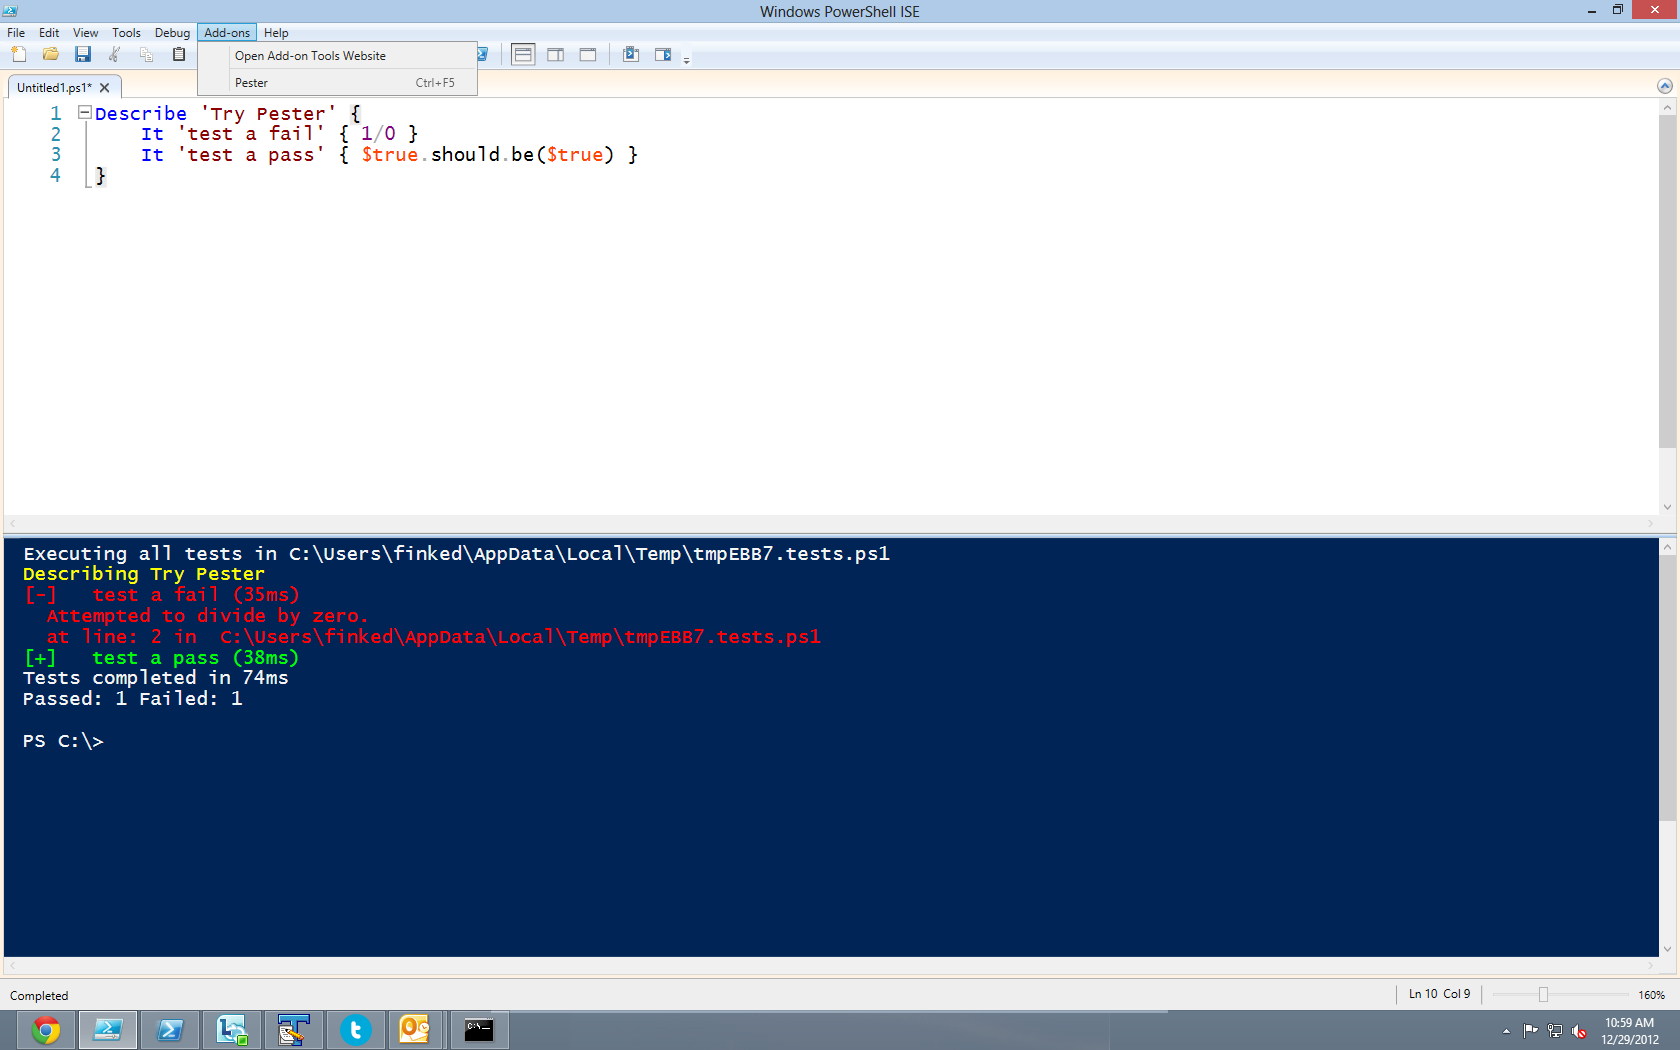 Windows PowerShell ISE
File Edit View Tools Debug Add-ons Help
Open Add-on Tools Website
Pester Ctrl+F5
Untitled1.ps1*
1 Describe 'Try Pester' {
2 It 'test a fail' { 1/0 }
3 It 'test a pass' { $true.should.be($true) }
4 }
Executing all tests in C:\Users\finked\AppData\Local\Temp\tmpEBB7.tests.ps1
Describing Try Pester
[-] test a fail (35ms)
Attempted to divide by zero.
at line: 2 in C:\Users\finked\AppData\Local\Temp\tmpEBB7.tests.ps1
[+] test a pass (38ms)
Tests completed in 74ms
Passed: 1 Failed: 1
PS C:\>
Completed
Ln 10 Col 9
160%
C:\
10:59 AM
12/29/2012